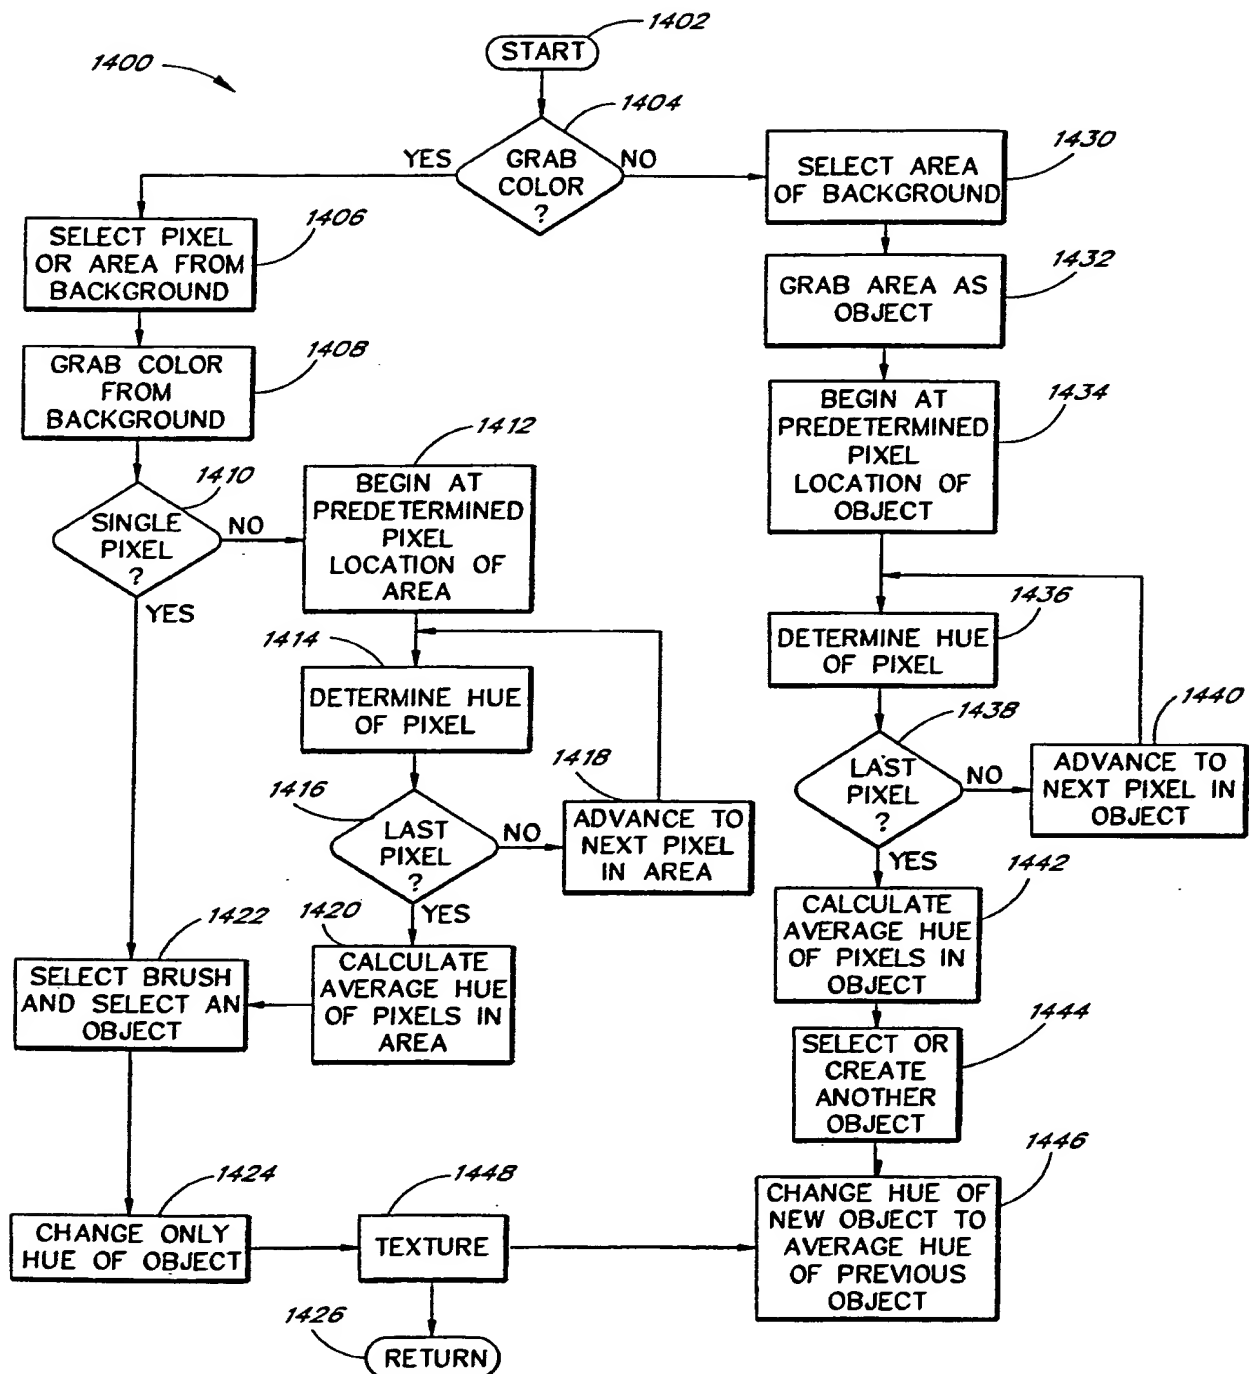 1400
1402
START
1404
GRAB
COLOR
?
YES
NO
1406
SELECT PIXEL
OR AREA FROM
BACKGROUND
1408
GRAB COLOR
FROM
BACKGROUND
1410
SINGLE
PIXEL
?
NO
YES
1412
BEGIN AT
PREDETERMINED
PIXEL
LOCATION OF
AREA
1414
DETERMINE HUE
OF PIXEL
1416
LAST
PIXEL
?
NO
YES
1418
ADVANCE TO
NEXT PIXEL
IN AREA
1420
CALCULATE
AVERAGE HUE
OF PIXELS IN
AREA
1422
SELECT BRUSH
AND SELECT AN
OBJECT
1424
CHANGE ONLY
HUE OF OBJECT
1448
TEXTURE
1426
RETURN
1430
SELECT AREA
OF BACKGROUND
1432
GRAB AREA AS
OBJECT
1434
BEGIN AT
PREDETERMINED
PIXEL
LOCATION OF
OBJECT
1436
DETERMINE HUE
OF PIXEL
1438
LAST
PIXEL
?
NO
YES
1440
ADVANCE TO
NEXT PIXEL IN
OBJECT
1442
CALCULATE
AVERAGE HUE
OF PIXELS IN
OBJECT
1444
SELECT OR
CREATE
ANOTHER
OBJECT
1446
CHANGE HUE OF
NEW OBJECT TO
AVERAGE HUE
OF PREVIOUS
OBJECT